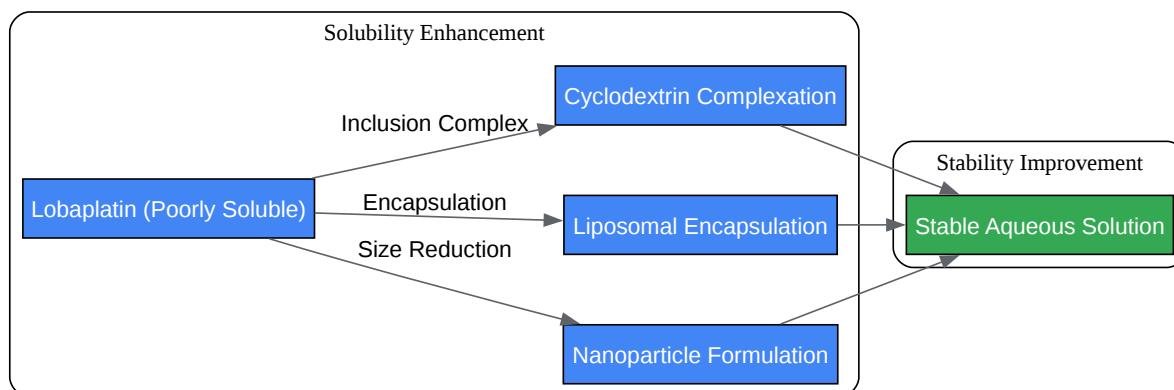 Solubility Enhancement
Cyclodextrin Complexation
Inclusion Complex
Stability Improvement
Lobaplatin (Poorly Soluble)
Encapsulation
Liposomal Encapsulation
Stable Aqueous Solution
Size Reduction
Nanoparticle Formulation